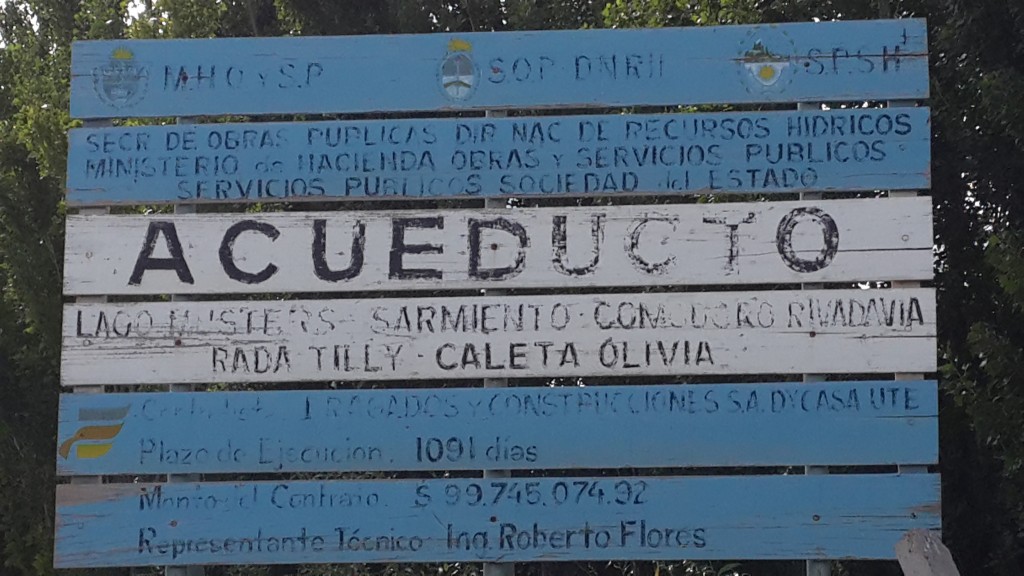 M.H.O y S.P S.O.P D.N.R.H S.P.S.H
SECR DE OBRAS PUBLICAS DIR NAC DE RECURSOS HIDRICOS
MINISTERIO de HACIENDA OBRAS Y SERVICIOS PUBLICOS
SERVICIOS PUBLICOS SOCIEDAD del ESTADO
ACUEDUCTO
LAGO MUSTERS - SARMIENTO - COMODORO RIVADAVIA
RADA TILLY - CALETA OLIVIA
DRAGADOS Y CONSTRUCCIONES S.A. DYCASA UTE
Plazo de Ejecucion. 1091 días
Monto del Contrato. $ 99.745.074.92
Representante Técnico Ing. Roberto Flores